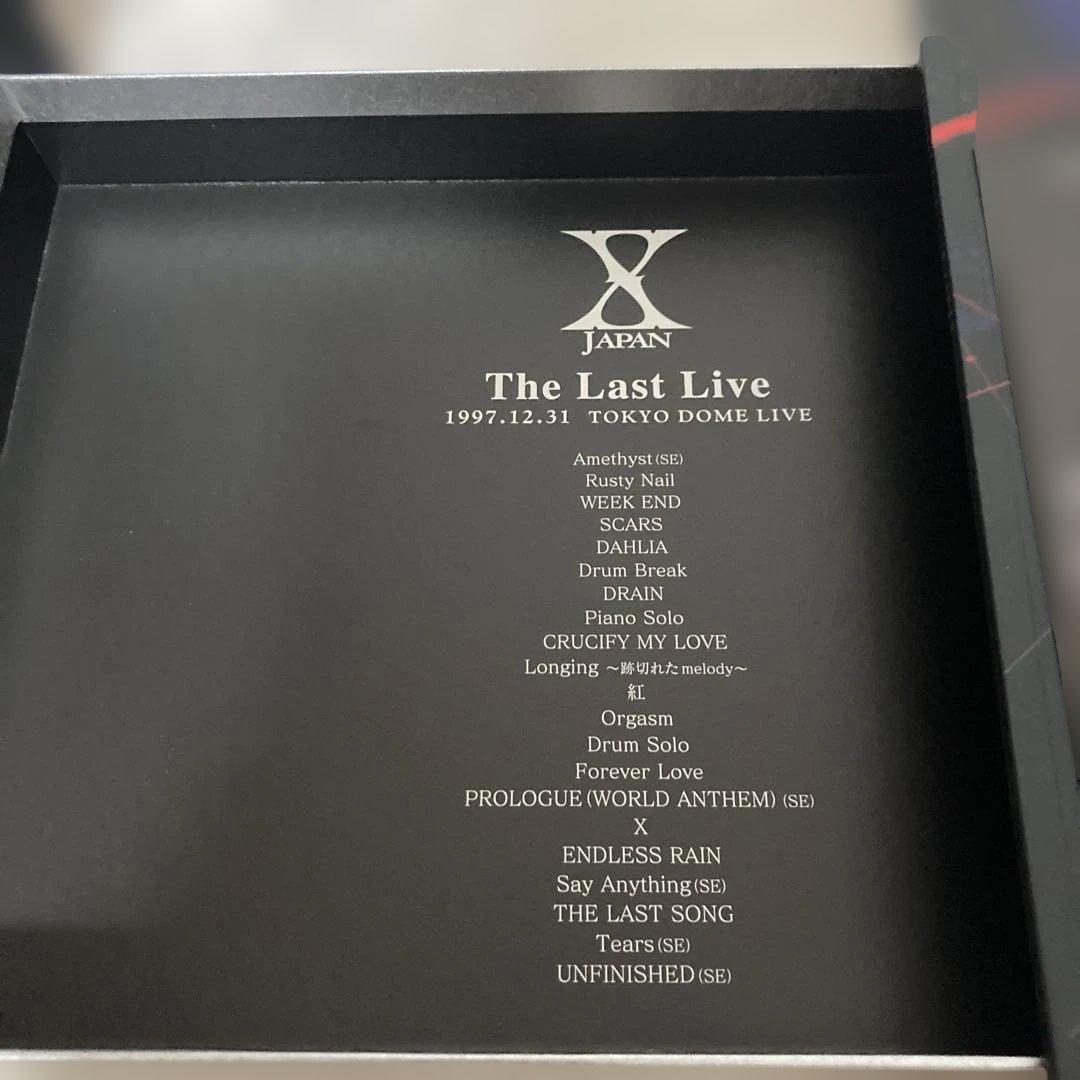 X
JAPAN
The Last Live
1997.12.31 TOKYO DOME LIVE
Amethyst(SE)
Rusty Nail
WEEK END
SCARS
DAHLIA
Drum Break
DRAIN
Piano Solo
CRUCIFY MY LOVE
Longing 〜跡切れたmelody〜
紅
Orgasm
Drum Solo
Forever Love
PROLOGUE(WORLD ANTHEM) (SE)
X
ENDLESS RAIN
Say Anything(SE)
THE LAST SONG
Tears(SE)
UNFINISHED(SE)